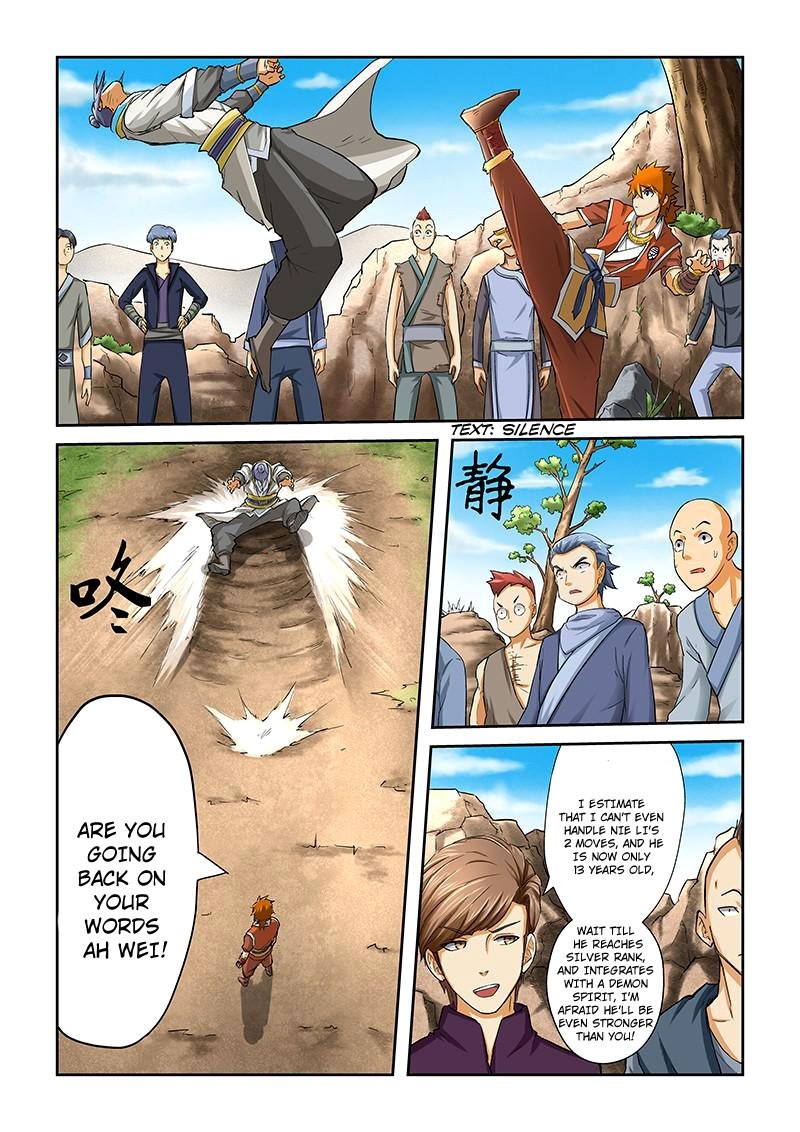 TEXT: SILENCE
静
咚
ARE YOU
GOING
BACK ON
YOUR
WORDS
AH WEI!
I ESTIMATE
THAT I CAN'T EVEN
HANDLE NIE LI'S
2 MOVES, AND HE
IS NOW ONLY
13 YEARS OLD,
WAIT TILL
HE REACHES
SILVER RANK,
AND INTEGRATES
WITH A DEMON
SPIRIT, I'M
AFRAID HE'LL BE
EVEN STRONGER
THAN YOU!